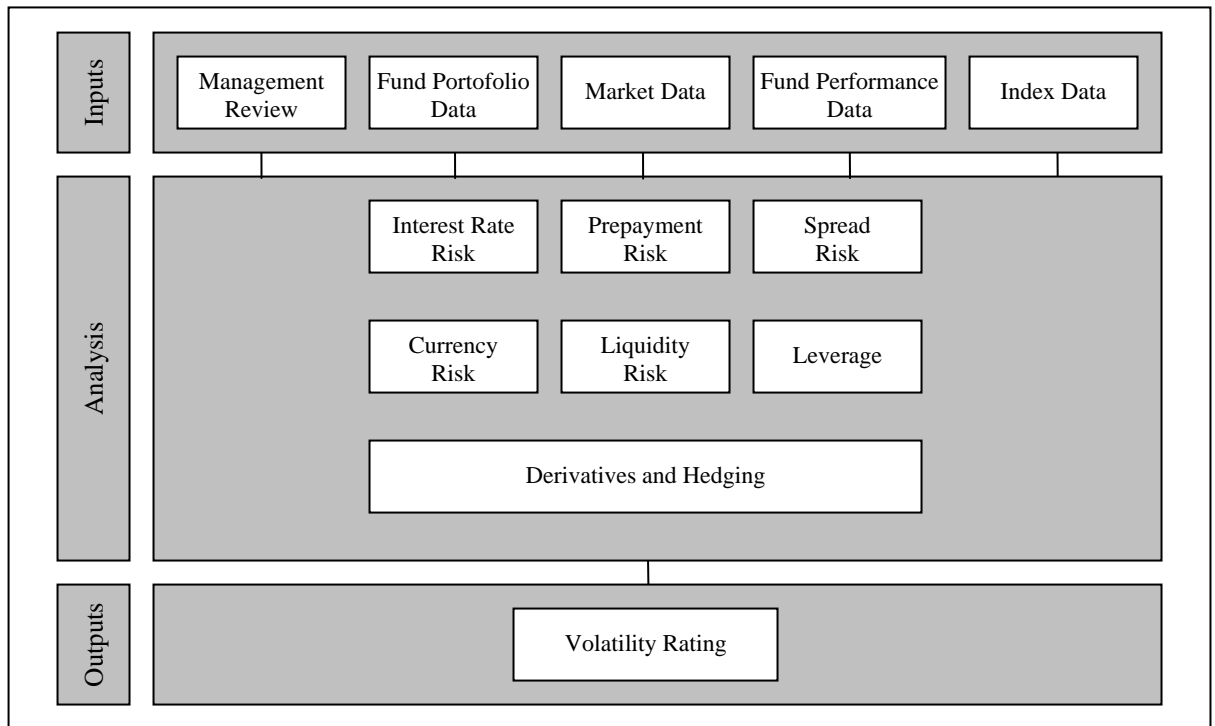 Inputs
Management
Review
Fund Portofolio
Data
Market Data
Fund Performance
Data
Index Data
Analysis
Interest Rate
Risk
Prepayment
Risk
Spread
Risk
Currency
Risk
Liquidity
Risk
Leverage
Derivatives and Hedging
Outputs
Volatility Rating